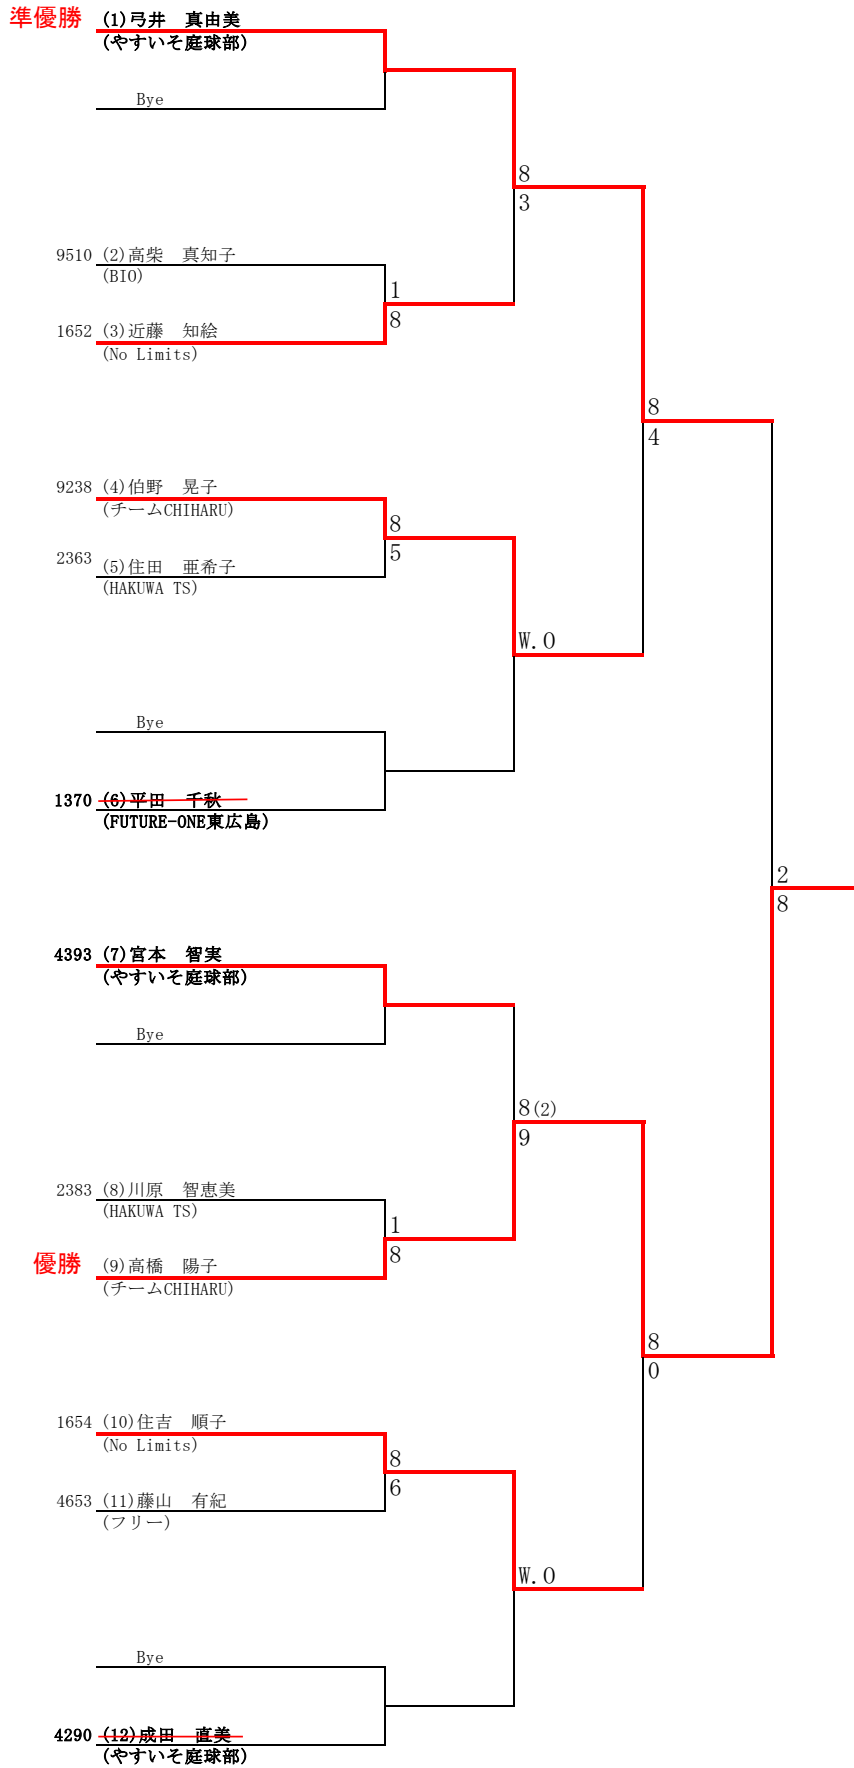 準優勝 (1)弓井　真由美
(やすいそ庭球部)
Bye
8
3
9510 (2)高柴　真知子
(BIO)
1
8
1652 (3)近藤　知絵
(No Limits)
8
4
9238 (4)伯野　晃子
(チームCHIHARU)
8
5
2363 (5)住田　亜希子
(HAKUWA TS)
W.O
Bye
1370 (6)平田　千秋
(FUTURE-ONE東広島)
2
8
4393 (7)宮本　智実
(やすいそ庭球部)
Bye
8(2)
9
2383 (8)川原　智恵美
(HAKUWA TS)
1
8
優勝 (9)高橋　陽子
(チームCHIHARU)
8
0
1654 (10)住吉　順子
(No Limits)
8
6
4653 (11)藤山　有紀
(フリー)
W.O
Bye
4290 (12)成田　直美
(やすいそ庭球部)